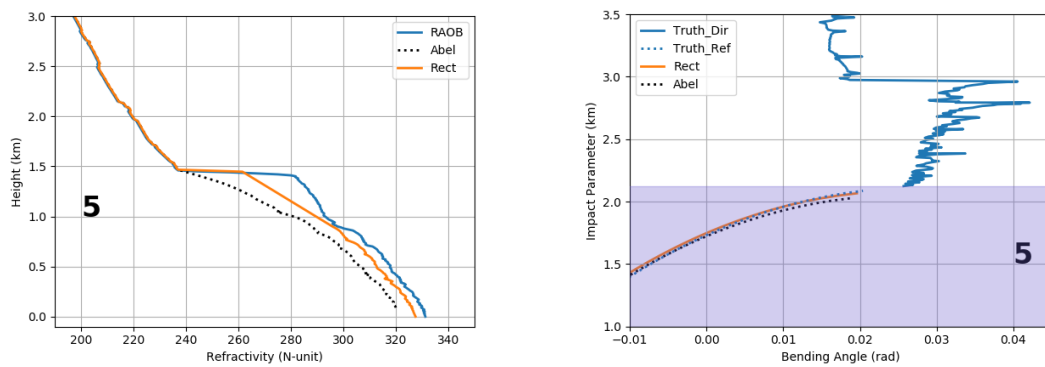 3.0
2.5
2.0
1.5
1.0
0.5
0.0
Height (km)
RAOB
Abel
Rect
5
200 220 240 260 280 300 320 340
Refractivity (N-unit)
3.5
3.0
2.5
2.0
1.5
1.0
Impact Parameter (km)
Truth_Dir
Truth_Ref
Rect
Abel
5
−0.01 0.00 0.01 0.02 0.03 0.04
Bending Angle (rad)